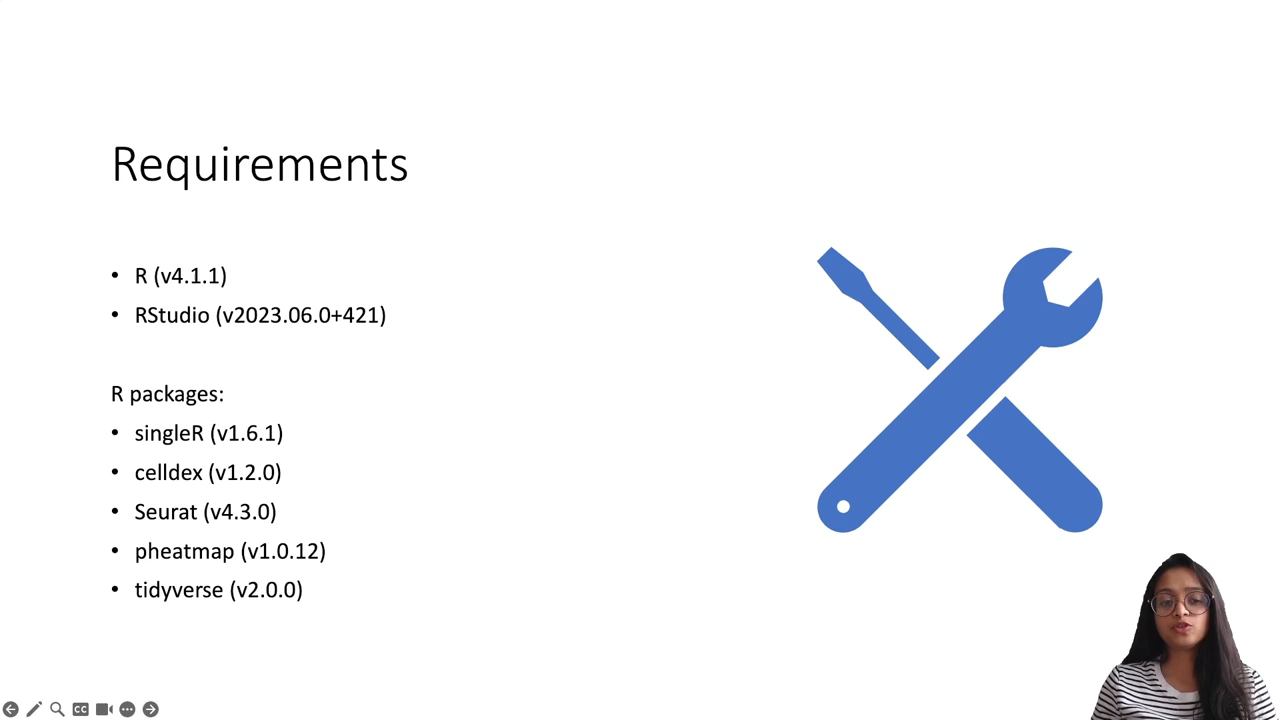 Requirements
• R (v4.1.1)
• RStudio (v2023.06.0+421)
R packages:
• singleR (v1.6.1)
• celldex (v1.2.0)
• Seurat (v4.3.0)
• pheatmap (v1.0.12)
• tidyverse (v2.0.0)
CC